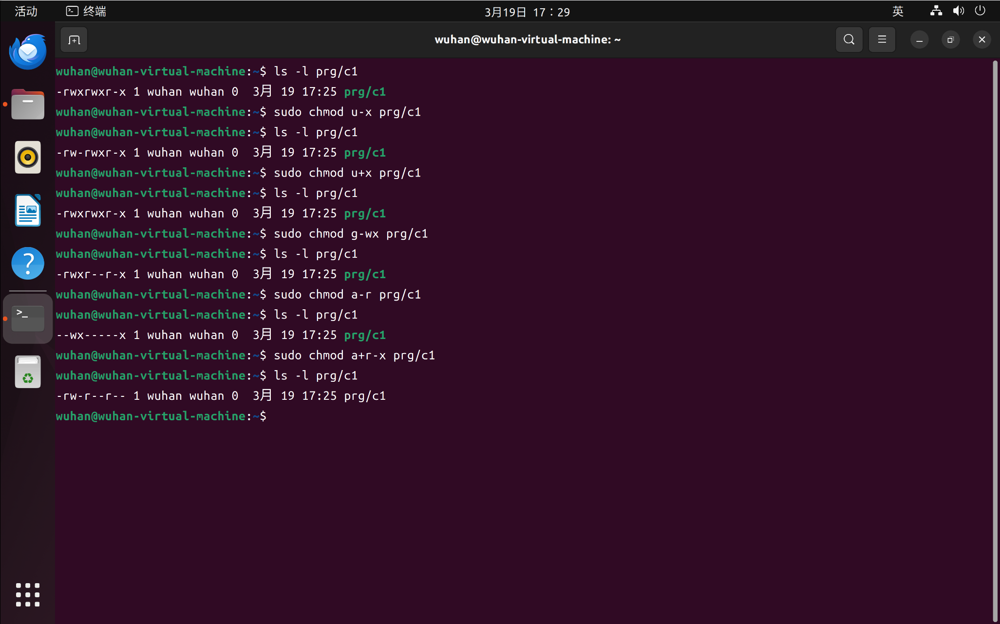 活动 终端 3月19日 17：29 英
wuhan@wuhan-virtual-machine: ~
wuhan@wuhan-virtual-machine:~$ ls -l prg/c1
-rwxrwxr-x 1 wuhan wuhan 0  3月 19 17:25 prg/c1
wuhan@wuhan-virtual-machine:~$ sudo chmod u-x prg/c1
wuhan@wuhan-virtual-machine:~$ ls -l prg/c1
-rw-rwxr-x 1 wuhan wuhan 0  3月 19 17:25 prg/c1
wuhan@wuhan-virtual-machine:~$ sudo chmod u+x prg/c1
wuhan@wuhan-virtual-machine:~$ ls -l prg/c1
-rwxrwxr-x 1 wuhan wuhan 0  3月 19 17:25 prg/c1
wuhan@wuhan-virtual-machine:~$ sudo chmod g-wx prg/c1
wuhan@wuhan-virtual-machine:~$ ls -l prg/c1
-rwxr--r-x 1 wuhan wuhan 0  3月 19 17:25 prg/c1
wuhan@wuhan-virtual-machine:~$ sudo chmod a-r prg/c1
wuhan@wuhan-virtual-machine:~$ ls -l prg/c1
--wx-----x 1 wuhan wuhan 0  3月 19 17:25 prg/c1
wuhan@wuhan-virtual-machine:~$ sudo chmod a+r-x prg/c1
wuhan@wuhan-virtual-machine:~$ ls -l prg/c1
-rw-r--r-- 1 wuhan wuhan 0  3月 19 17:25 prg/c1
wuhan@wuhan-virtual-machine:~$